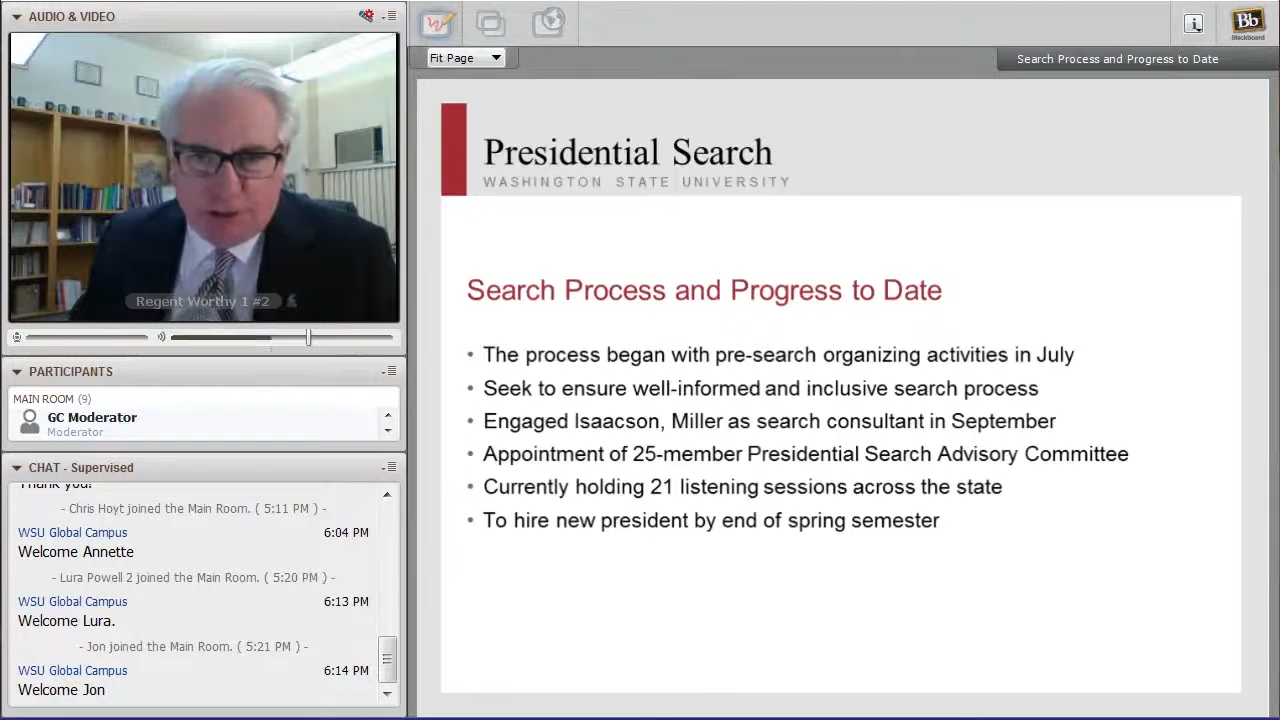 AUDIO & VIDEO
Regent Worthy 1 #2
PARTICIPANTS
MAIN ROOM (9)
GC Moderator
Moderator
CHAT - Supervised
Thank you!
- Chris Hoyt joined the Main Room. ( 5:11 PM ) -
WSU Global Campus 6:04 PM
Welcome Annette
- Lura Powell 2 joined the Main Room. ( 5:20 PM ) -
WSU Global Campus 6:13 PM
Welcome Lura.
- Jon joined the Main Room. ( 5:21 PM ) -
WSU Global Campus 6:14 PM
Welcome Jon
Bb
Blackboard
Fit Page
Search Process and Progress to Date
Presidential Search
WASHINGTON STATE UNIVERSITY
Search Process and Progress to Date
• The process began with pre-search organizing activities in July
• Seek to ensure well-informed and inclusive search process
• Engaged Isaacson, Miller as search consultant in September
• Appointment of 25-member Presidential Search Advisory Committee
• Currently holding 21 listening sessions across the state
• To hire new president by end of spring semester